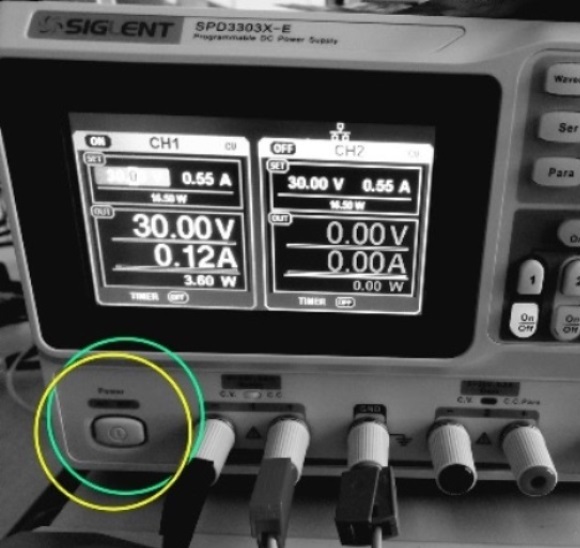 SIGLENT SPD3303X-E
Programmable DC Power Supply
Wave
Ser
Para
ON CH1 CV
SET
0.55 A
16.50 W
OUT
30.00V
0.12A
3.60 W
TIMER OFF
OFF CH2 CV
SET
30.00 V 0.55 A
16.50 W
OUT
0.00V
0.00A
0.00 W
TIMER OFF
1 2
On
Off
On
Off
Power
C.V. C.C.
GND
C.V. C.C./Para